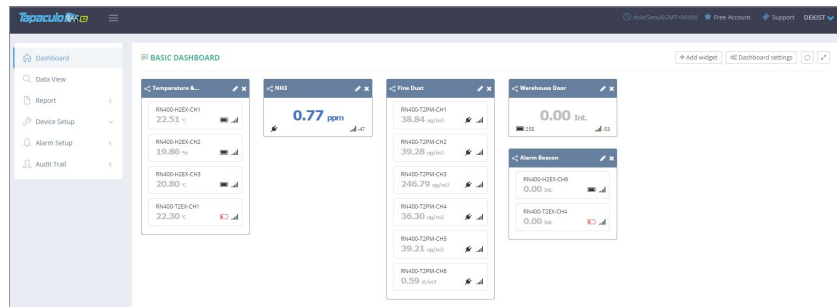 Tapaculo
Asia/Seoul(GMT+09:00) Free Account Support DEKIST
Dashboard
Data View
Report
Device Setup
Alarm Setup
Audit Trail
BASIC DASHBOARD
+ Add widget
Dashboard settings
Temperature &...
RN400-H2EX-CH1
22.51 ℃
RN400-H2EX-CH2
19.86 %
RN400-H2EX-CH3
20.80 ℃
RN400-T2EX-CH1
22.30 ℃
NH3
0.77 ppm
-47
Fine Dust
RN400-T2PM-CH1
38.84 ug/m3
RN400-T2PM-CH2
39.28 ug/m3
RN400-T2PM-CH3
246.79 ug/m3
RN400-T2PM-CH4
36.30 ug/m3
RN400-T2PM-CH5
39.21 ug/m3
RN400-T2PM-CH6
0.59
Warehouse Door
0.00 Int.
255 -53
Alarm Beacon
RN400-H2EX-CH6
0.00 Int.
RN400-T2EX-CH4
0.00 Int.